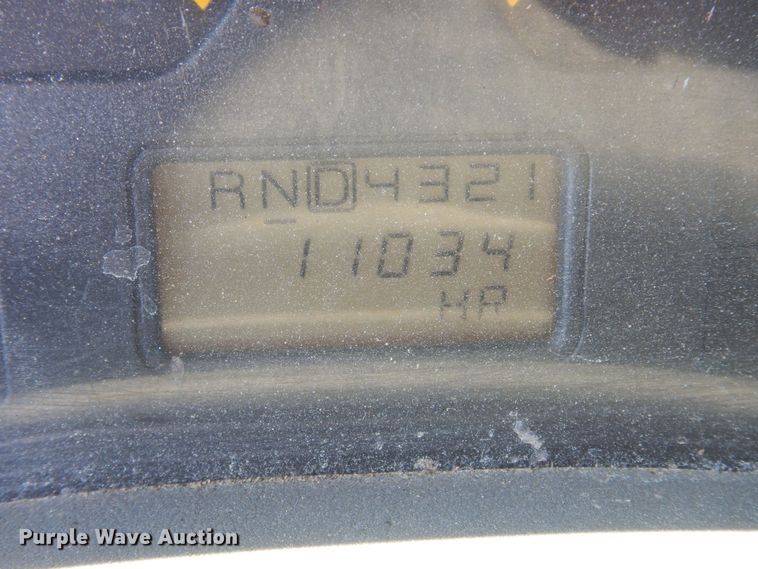 RND4321
11034
HR
Purple Wave Auction